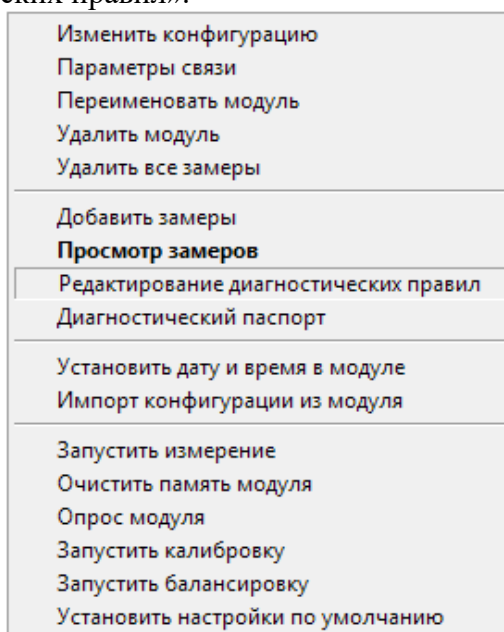 ских правил».
Изменить конфигурацию
Параметры связи
Переименовать модуль
Удалить модуль
Удалить все замеры
Добавить замеры
Просмотр замеров
Редактирование диагностических правил
Диагностический паспорт
Установить дату и время в модуле
Импорт конфигурации из модуля
Запустить измерение
Очистить память модуля
Опрос модуля
Запустить калибровку
Запустить балансировку
Установить настройки по умолчанию